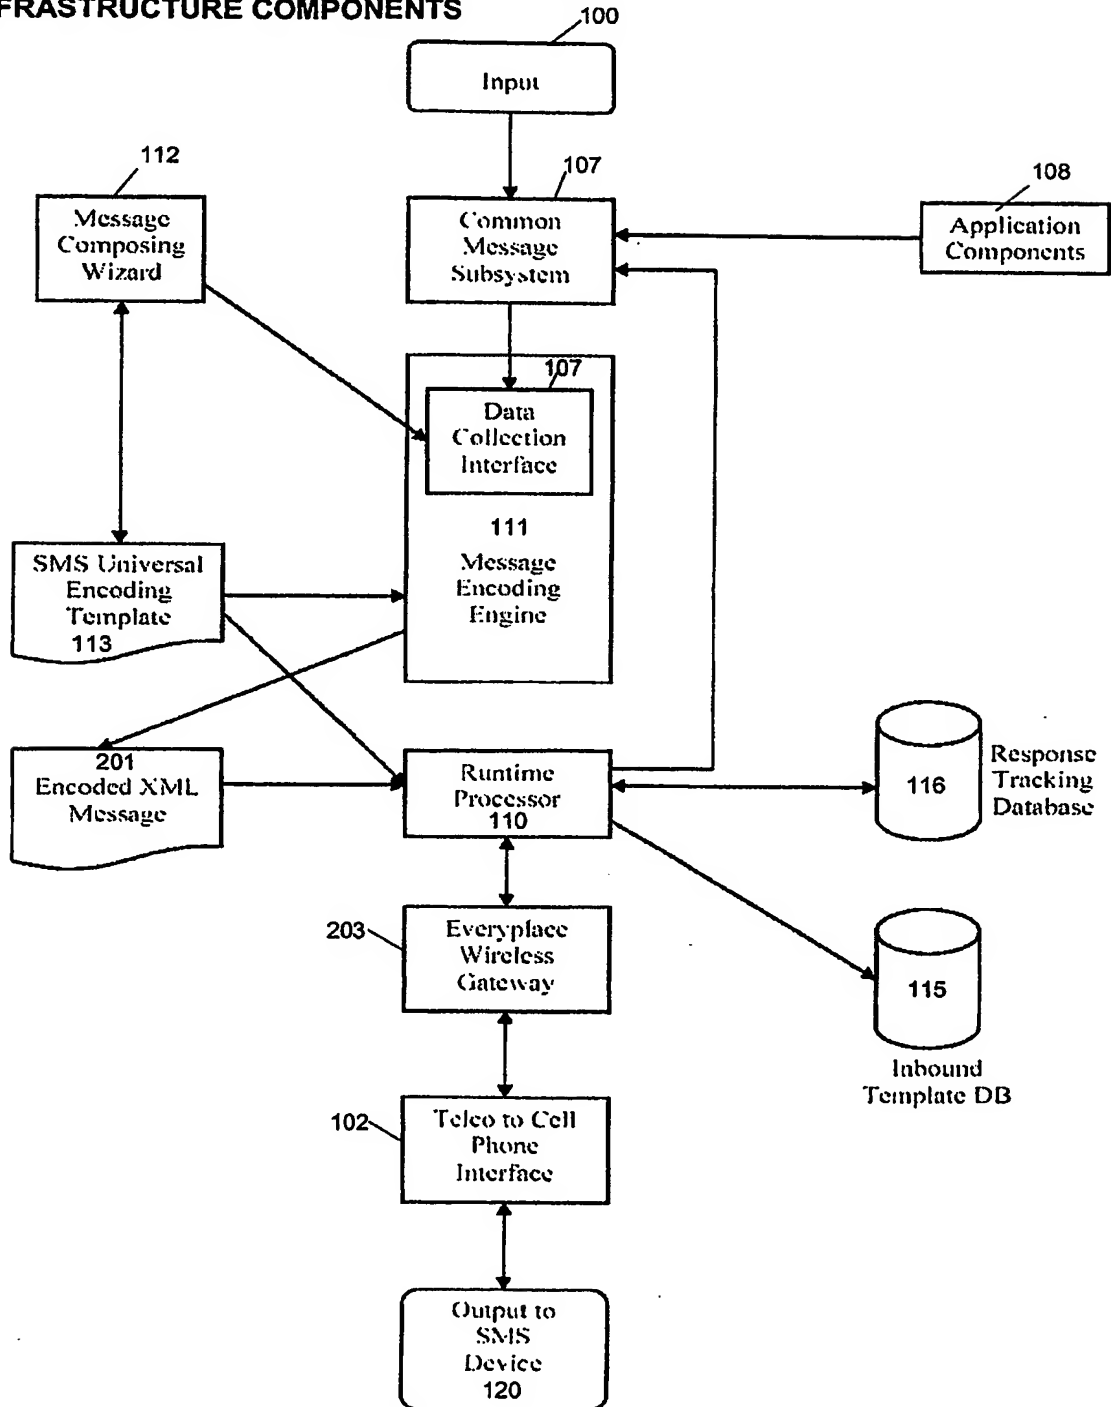 FRASTRUCTURE COMPONENTS
100
Input
112
107
108
Message
Composing
Wizard
Common
Message
Subsystem
Application
Components
107
Data
Collection
Interface
111
Message
Encoding
Engine
SMS Universal
Encoding
Template
113
201
Encoded XML
Message
Runtime
Processor
110
116
Response
Tracking
Database
203
Everyplace
Wireless
Gateway
115
Inbound
Template DB
102
Telco to Cell
Phone
Interface
Output to
SMS
Device
120